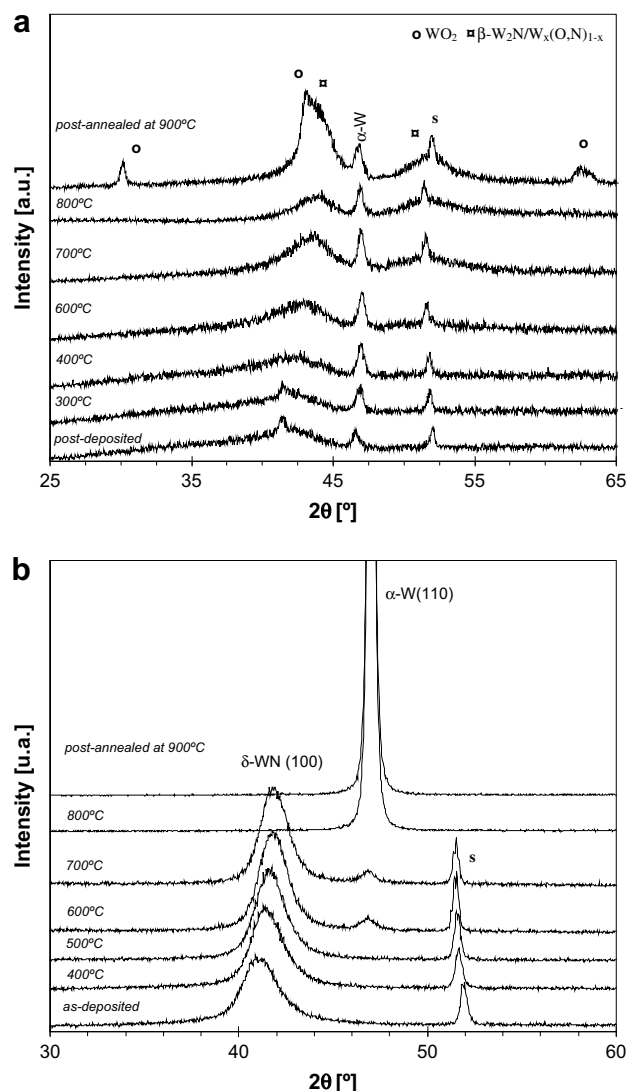 a
o WO₂ ¤ β-W₂N/Wₓ(O,N)₁₋ₓ
o
¤
α-W
post-annealed at 900ºC
o
¤
s
o
800ºC
700ºC
600ºC
400ºC
300ºC
post-deposited
Intensity [a.u.]
25 35 45 55 65
2θ [º]
b
α-W(110)
post-annealed at 900ºC
δ-WN (100)
800ºC
s
700ºC
600ºC
500ºC
400ºC
as-deposited
Intensity [u.a.]
30 40 50 60
2θ [º]